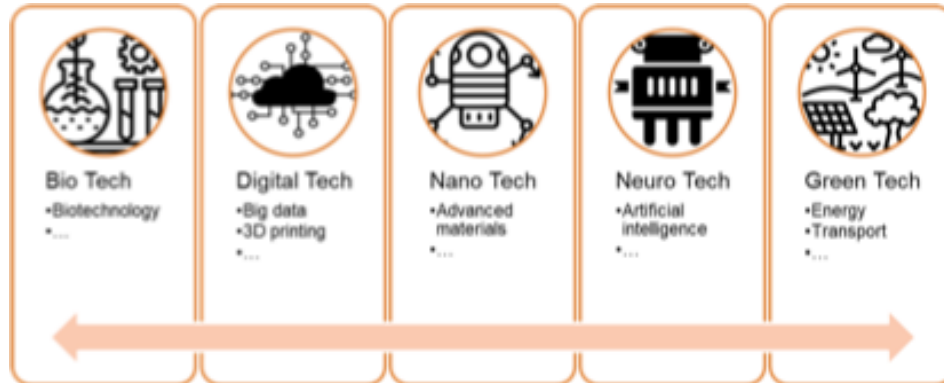 Bio Tech
•Biotechnology
•...
Digital Tech
•Big data
•3D printing
•...
Nano Tech
•Advanced
materials
•...
Neuro Tech
•Artificial
intelligence
•...
Green Tech
•Energy
•Transport
•...